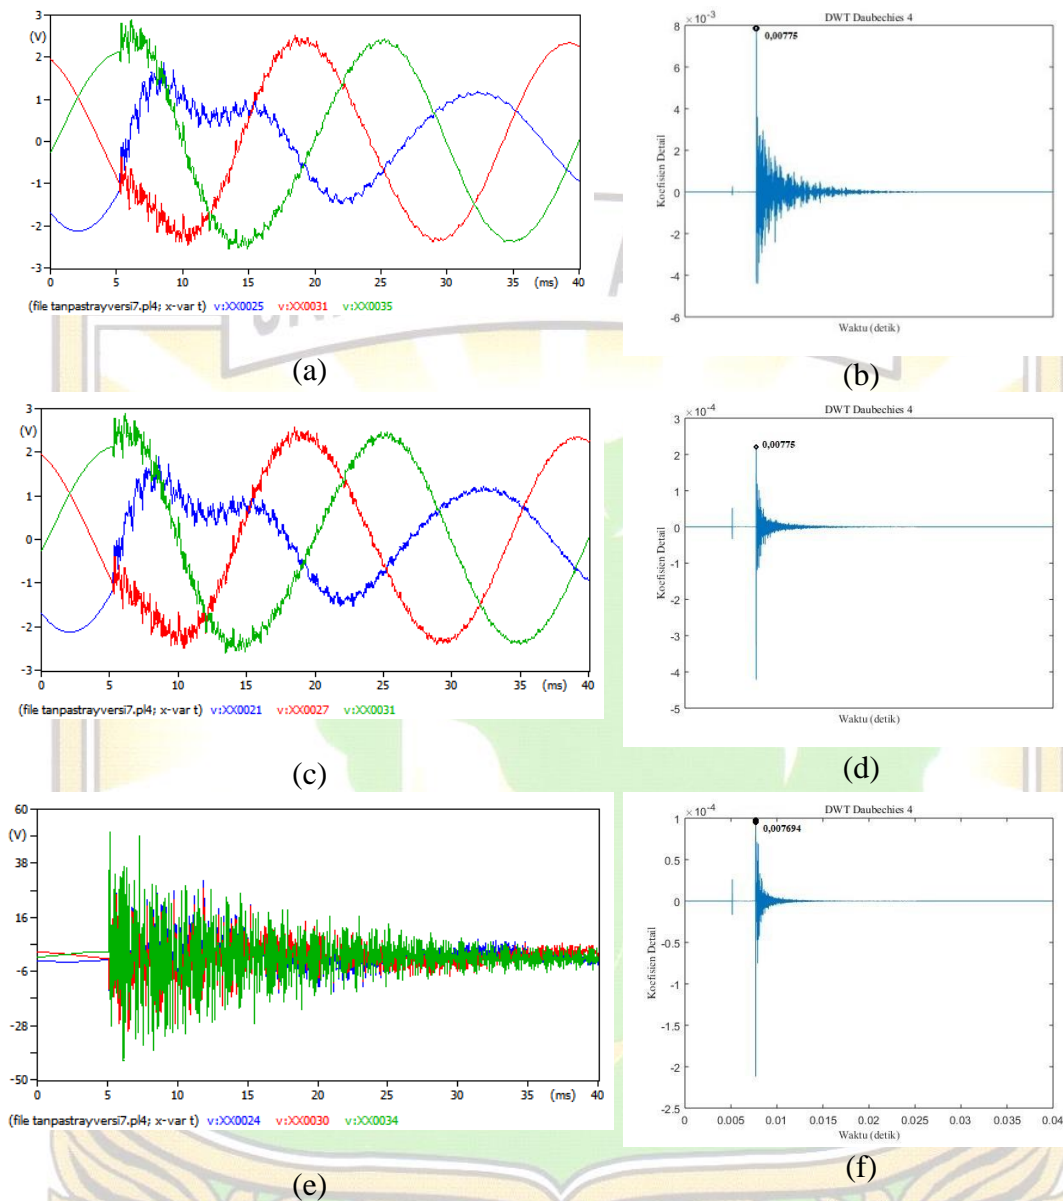 3
(V)
2
1
0
-1
-2
-3
0 5 10 15 20 25 30 35 (ms) 40
(file tanpastrayversi7.pl4; x-var t) v:XX0025 v:XX0031 v:XX0035
(a)
×10⁻³ DWT Daubechies 4
0,00775
8
6
4
2
0
-2
-4
-6
Koefisien Detail
Waktu (detik)
(b)
3
(V)
2
1
0
-1
-2
-3
0 5 10 15 20 25 30 35 (ms) 40
(file tanpastrayversi7.pl4; x-var t) v:XX0021 v:XX0027 v:XX0031
(c)
×10⁻⁴ DWT Daubechies 4
0,00775
3
2
1
0
-1
-2
-3
-4
-5
Koefisien Detail
Waktu (detik)
(d)
60
(V)
38
16
-6
-28
-50
0 5 10 15 20 25 30 35 (ms) 40
(file tanpastrayversi7.pl4; x-var t) v:XX0024 v:XX0030 v:XX0034
(e)
×10⁻⁴ DWT Daubechies 4
0,007694
1
0.5
0
-0.5
-1
-1.5
-2
-2.5
Koefisien Detail
0 0.005 0.01 0.015 0.02 0.025 0.03 0.035 0.04
Waktu (detik)
(f)